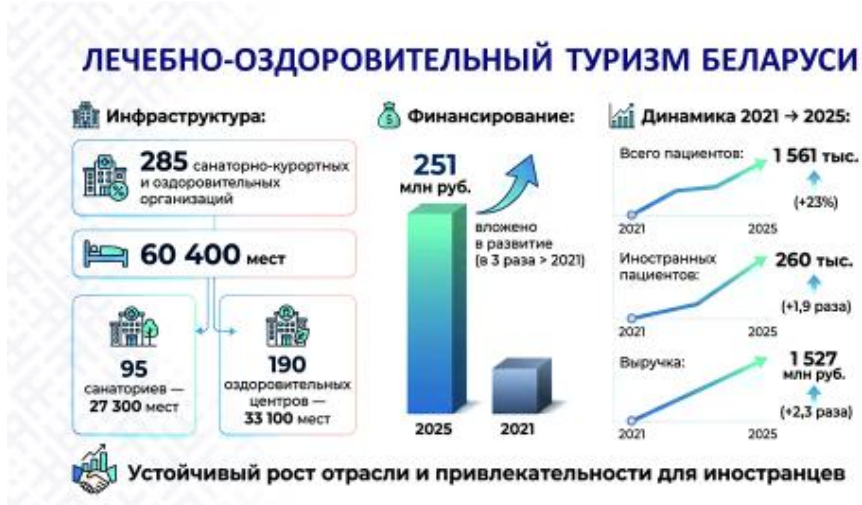 ЛЕЧЕБНО-ОЗДОРОВИТЕЛЬНЫЙ ТУРИЗМ БЕЛАРУСИ
Инфраструктура:
285 санаторно-курортных
и оздоровительных
организаций
60 400 мест
95
санаториев —
27 300 мест
190
оздоровительных
центров —
33 100 мест
Финансирование:
251
млн руб.
вложено
в развитие
(в 3 раза > 2021)
2025
2021
Динамика 2021 → 2025:
Всего пациентов:
1 561 тыс.
(+23%)
2021
2025
Иностранных
пациентов:
260 тыс.
(+1,9 раза)
2021
2025
Выручка:
1 527
млн руб.
(+2,3 раза)
2021
2025
Устойчивый рост отрасли и привлекательности для иностранцев